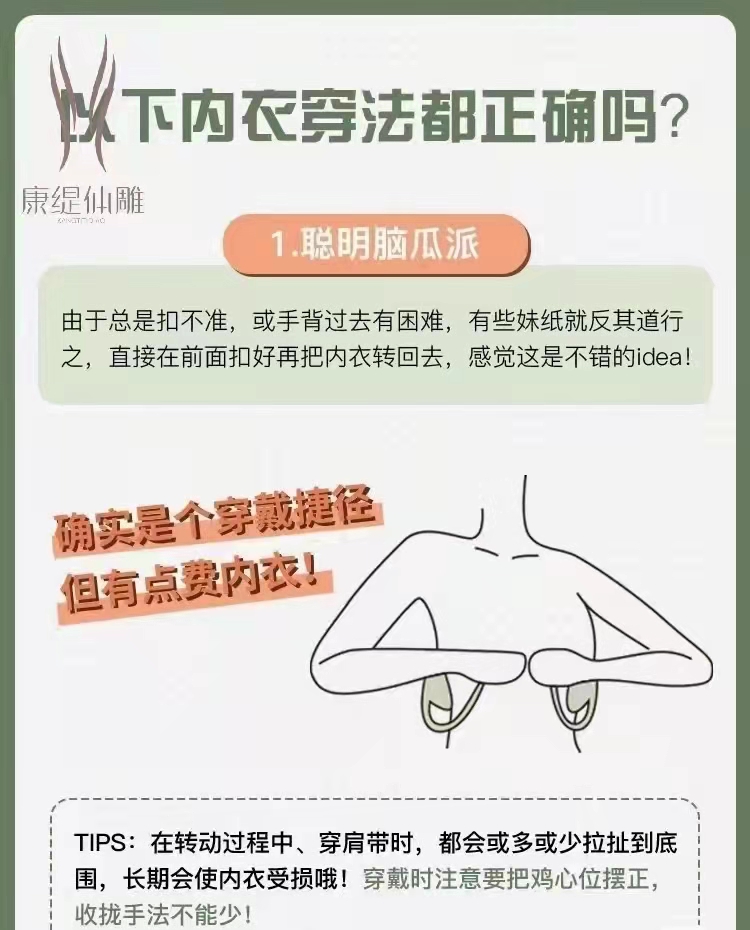 以下内衣穿法都正确吗?
康缇仙雕
1.聪明脑瓜派
由于总是扣不准，或手背过去有困难，有些妹纸就反其道行
之，直接在前面扣好再把内衣转回去，感觉这是不错的idea！
确实是个穿戴捷径
但有点费内衣！
TIPS：在转动过程中、穿肩带时，都会或多或少拉扯到底
围，长期会使内衣受损哦！穿戴时注意要把鸡心位摆正，
收拢手法不能少！